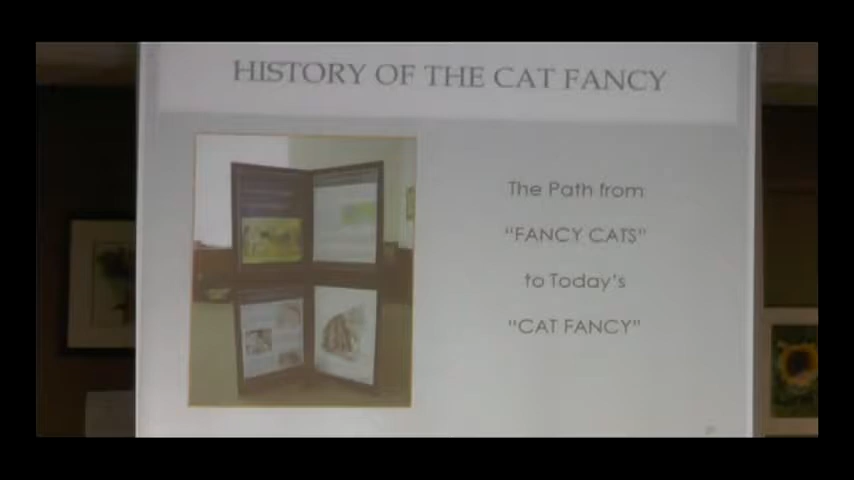 HISTORY OF THE CAT FANCY
The Path from
“FANCY CATS”
to Today’s
“CAT FANCY”